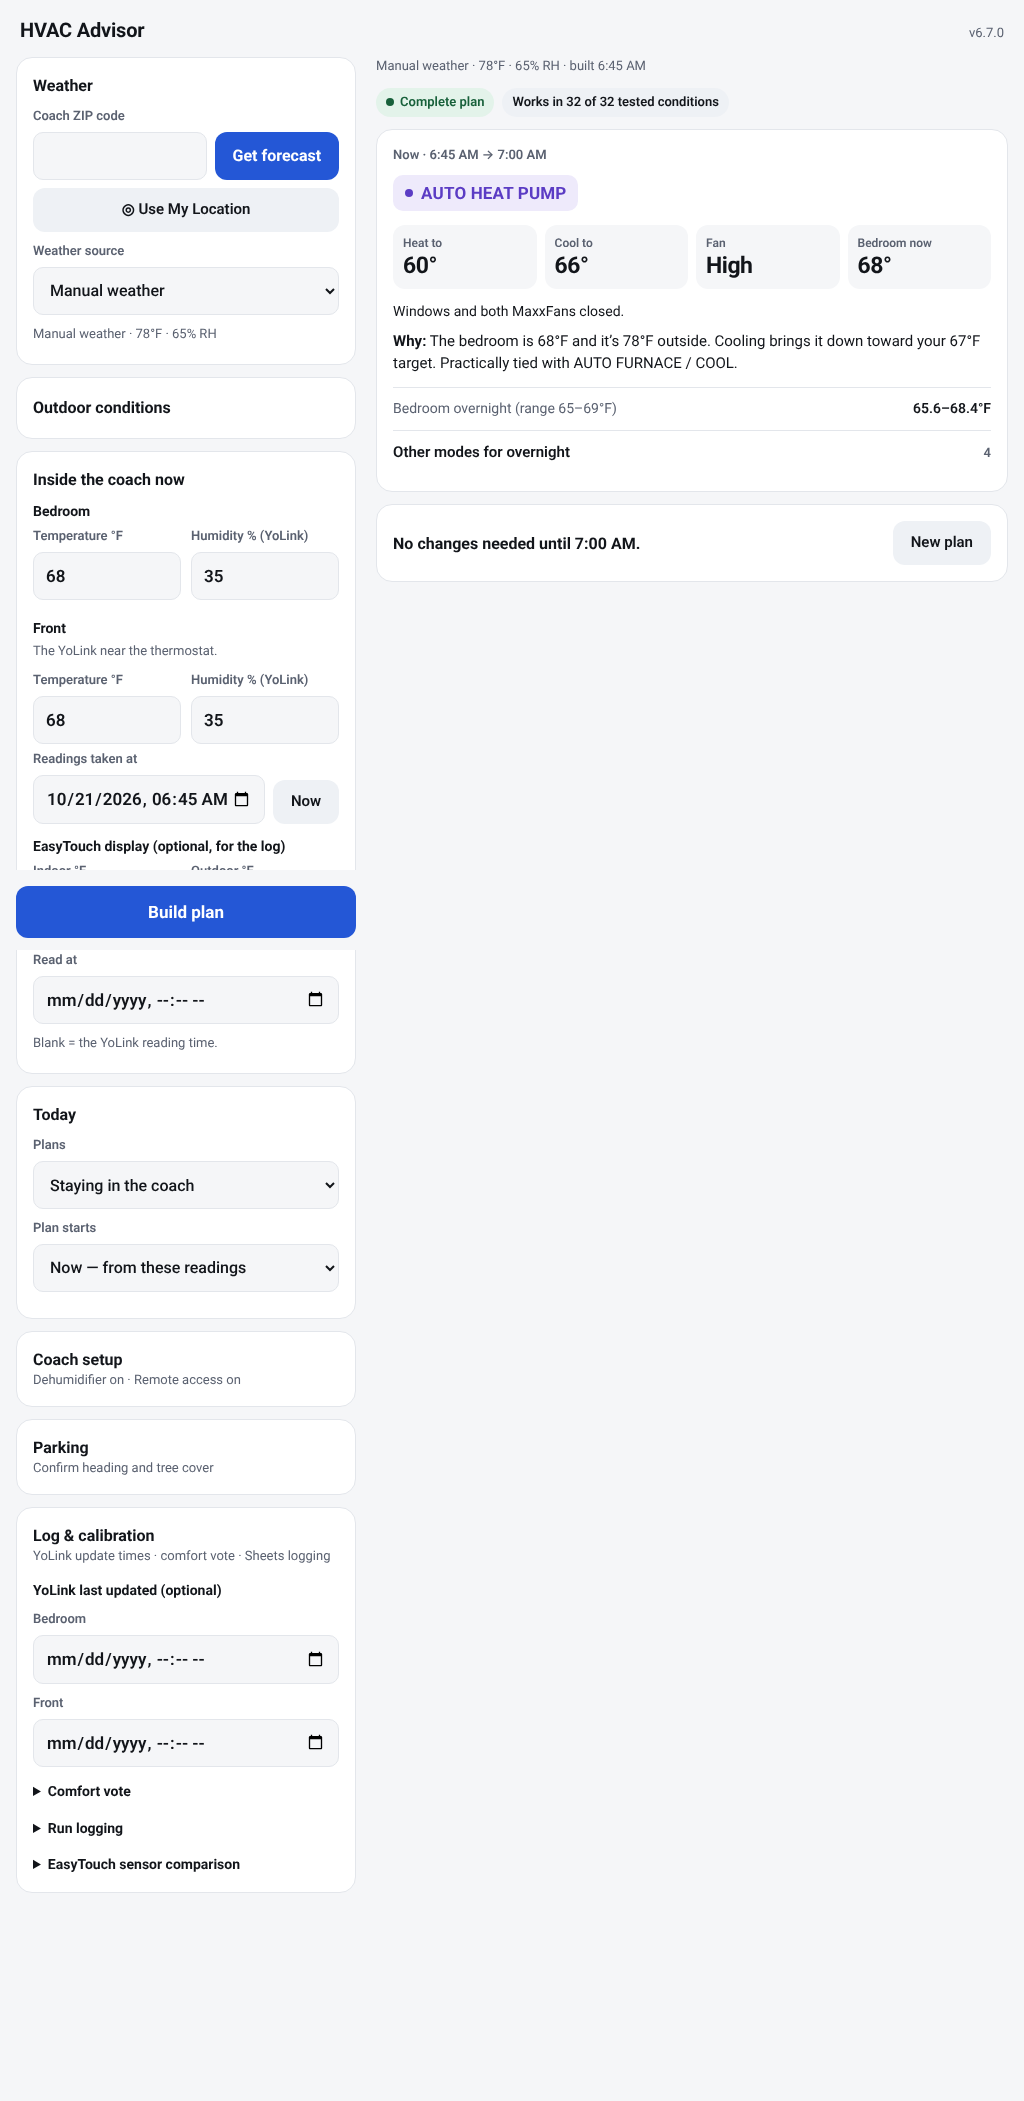 HVAC Advisor
v6.7.0
Weather
Coach ZIP code
Get forecast
◎ Use My Location
Weather source
Manual weather
Manual weather · 78°F · 65% RH
Outdoor conditions
Inside the coach now
Bedroom
Temperature °F
Humidity % (YoLink)
68
35
Front
The YoLink near the thermostat.
Temperature °F
Humidity % (YoLink)
68
35
Readings taken at
10/21/2026, 06:45 AM
Now
EasyTouch display (optional, for the log)
Indoor °F
Outdoor °F
Build plan
Read at
mm/dd/yyyy, --:-- --
Blank = the YoLink reading time.
Today
Plans
Staying in the coach
Plan starts
Now — from these readings
Coach setup
Dehumidifier on · Remote access on
Parking
Confirm heading and tree cover
Log & calibration
YoLink update times · comfort vote · Sheets logging
YoLink last updated (optional)
Bedroom
mm/dd/yyyy, --:-- --
Front
mm/dd/yyyy, --:-- --
▶ Comfort vote
▶ Run logging
▶ EasyTouch sensor comparison
Manual weather · 78°F · 65% RH · built 6:45 AM
Complete plan
Works in 32 of 32 tested conditions
Now · 6:45 AM → 7:00 AM
AUTO HEAT PUMP
Heat to
60°
Cool to
66°
Fan
High
Bedroom now
68°
Windows and both MaxxFans closed.
Why: The bedroom is 68°F and it's 78°F outside. Cooling brings it down toward your 67°F
target. Practically tied with AUTO FURNACE / COOL.
Bedroom overnight (range 65–69°F)
65.6–68.4°F
Other modes for overnight
4
No changes needed until 7:00 AM.
New plan